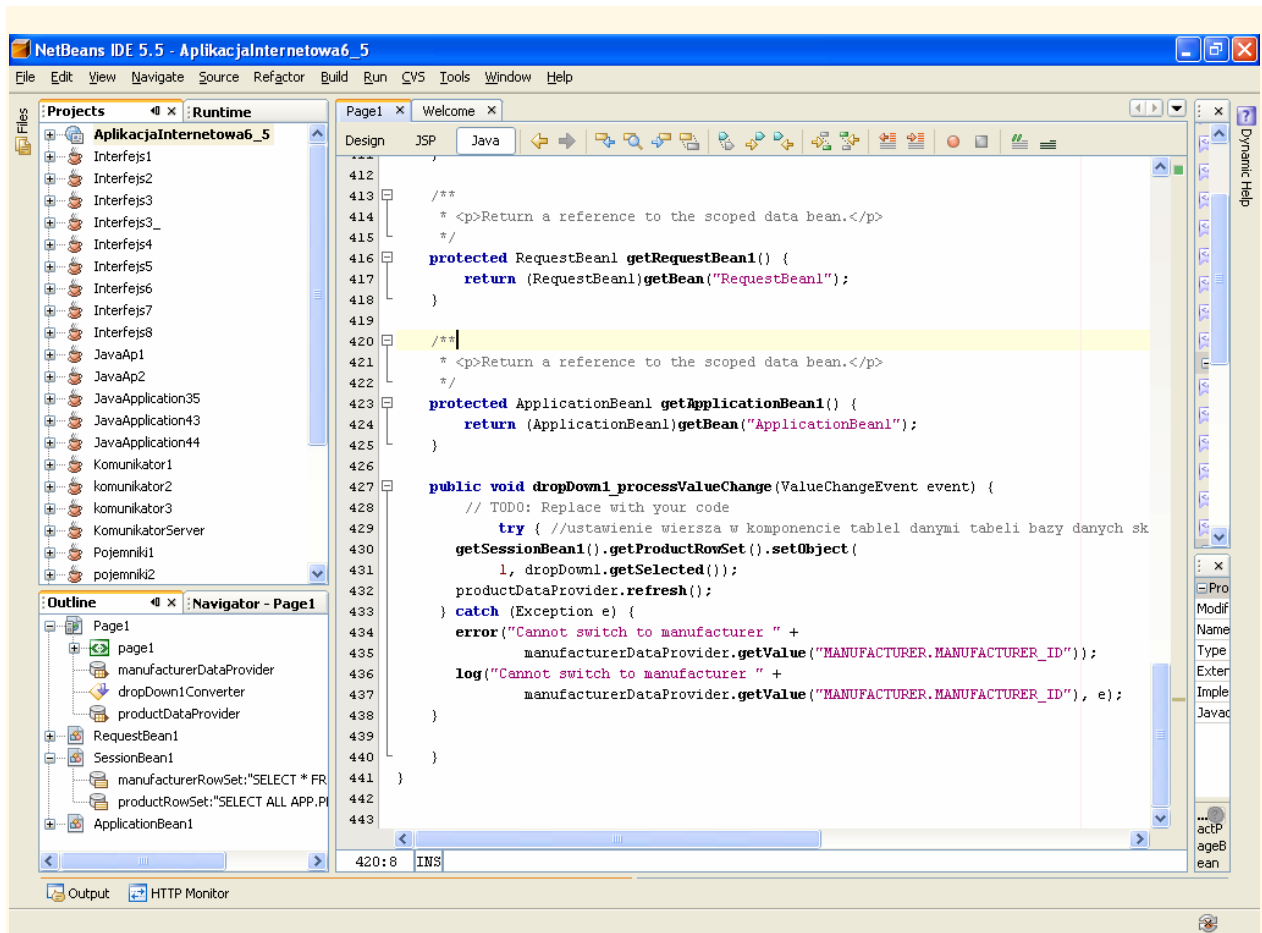 NetBeans IDE 5.5 - AplikacjaInternetowa6_5
File Edit View Navigate Source Refactor Build Run CVS Tools Window Help
Files
Projects
Runtime
AplikacjaInternetowa6_5
Interfejs1
Interfejs2
Interfejs3
Interfejs3_
Interfejs4
Interfejs5
Interfejs6
Interfejs7
Interfejs8
JavaAp1
JavaAp2
JavaApplication35
JavaApplication43
JavaApplication44
Komunikator1
komunikator2
komunikator3
KomunikatorServer
Pojemniki1
pojemniki2
Outline
Navigator - Page1
Page1
page1
manufacturerDataProvider
dropDown1Converter
productDataProvider
RequestBean1
SessionBean1
manufacturerRowSet:"SELECT * FR
productRowSet:"SELECT ALL APP.P
ApplicationBean1
Page1
Welcome
Design JSP Java
412
413 /**
414 * <p>Return a reference to the scoped data bean.</p>
415 */
416 protected RequestBean1 getRequestBean1() {
417 return (RequestBean1)getBean("RequestBean1");
418 }
419
420 /**
421 * <p>Return a reference to the scoped data bean.</p>
422 */
423 protected ApplicationBean1 getApplicationBean1() {
424 return (ApplicationBean1)getBean("ApplicationBean1");
425 }
426
427 public void dropDown1_processValueChange(ValueChangeEvent event) {
428 // TODO: Replace with your code
429 try { //ustawienie wiersza w komponencie table1 danymi tabeli bazy danych sk
430 getSessionBean1().getProductRowSet().setObject(
431 1, dropDown1.getSelected());
432 productDataProvider.refresh();
433 } catch (Exception e) {
434 error("Cannot switch to manufacturer " +
435 manufacturerDataProvider.getValue("MANUFACTURER.MANUFACTURER_ID"));
436 log("Cannot switch to manufacturer " +
437 manufacturerDataProvider.getValue("MANUFACTURER.MANUFACTURER_ID"), e);
438 }
439
440 }
441 }
442
443
420:8 INS
Dynamic Help
Pro
Modif
Name
Type
Exter
Imple
Javac
...
actP
ageB
ean
Output HTTP Monitor